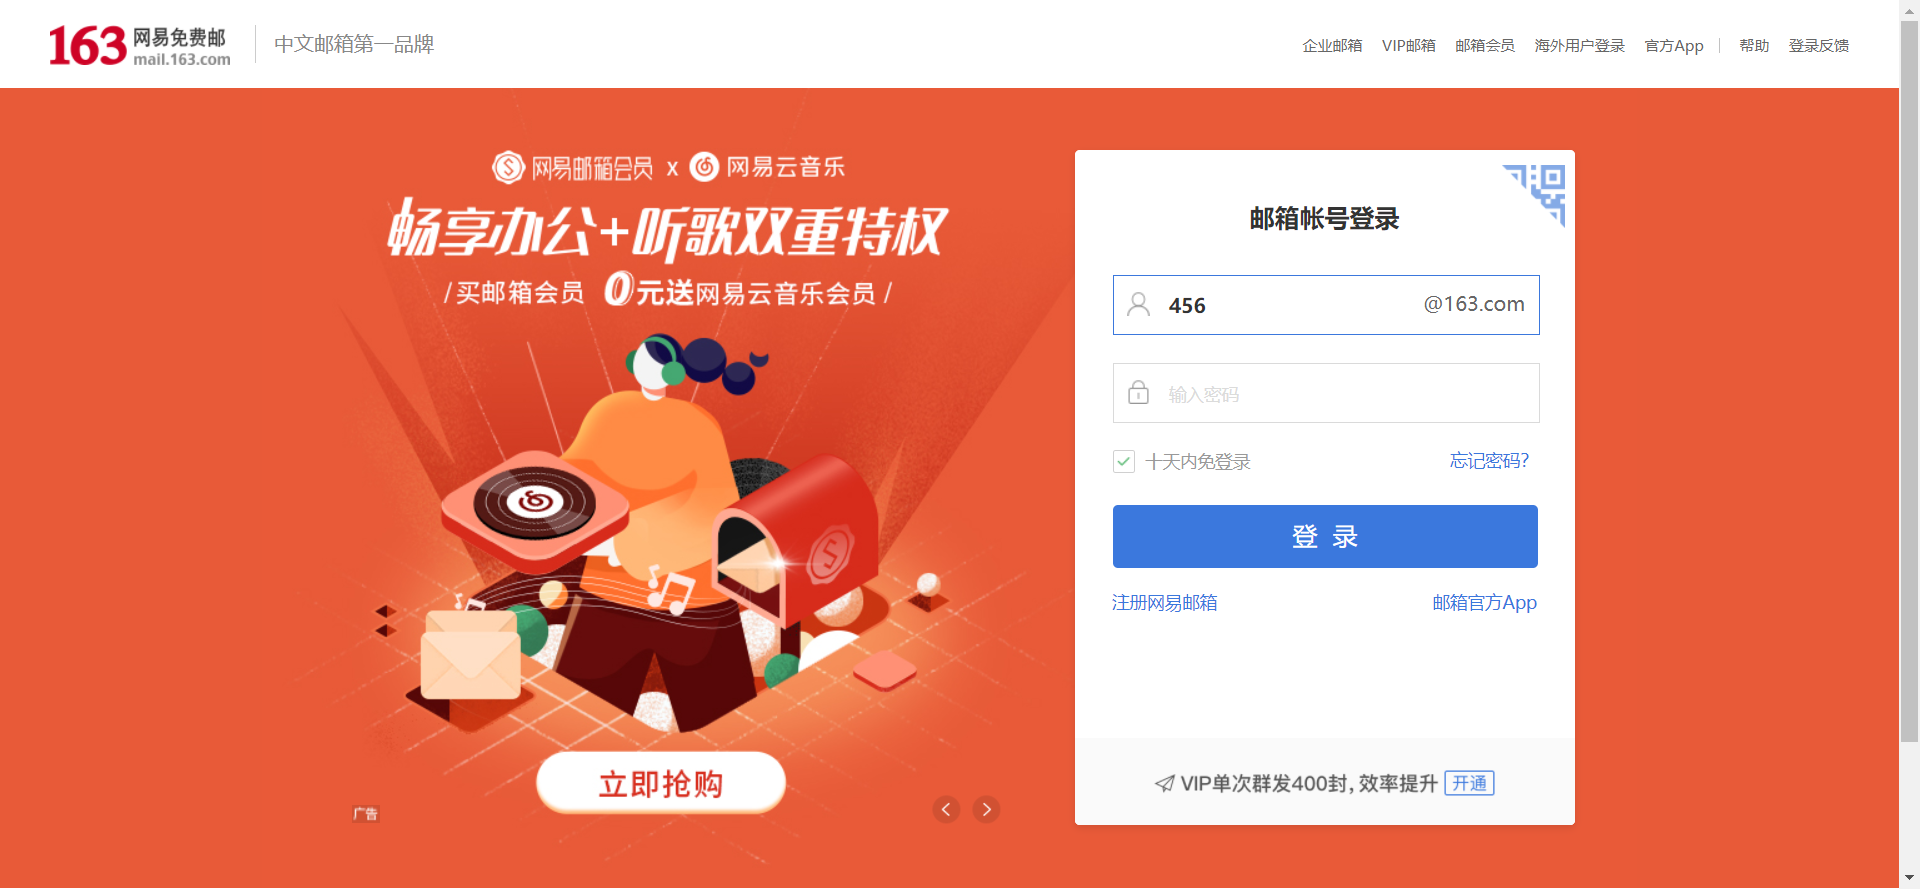 163 网易免费邮
mail.163.com
中文邮箱第一品牌
企业邮箱 VIP邮箱 邮箱会员 海外用户登录 官方App 帮助 登录反馈
网易邮箱会员 x 网易云音乐
畅享办公+听歌双重特权
/ 买邮箱会员 0元送网易云音乐会员 /
立即抢购
广告
邮箱帐号登录
456 @163.com
输入密码
十天内免登录 忘记密码?
登 录
注册网易邮箱 邮箱官方App
VIP单次群发400封, 效率提升 开通